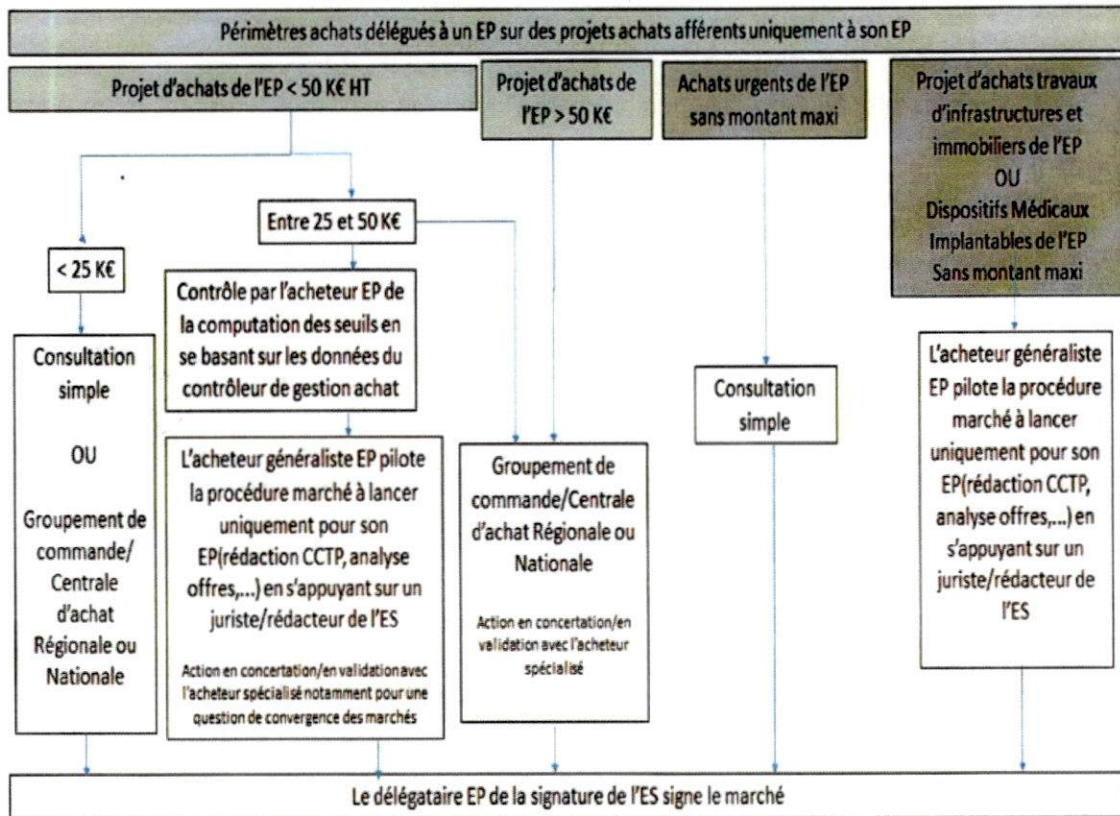 Périmètres achats délégués à un EP sur des projets achats afférents uniquement à son EP
Projet d'achats de l'EP < 50 K€ HT
Projet d'achats de
l'EP > 50 K€
Achats urgents de l'EP
sans montant maxi
Projet d'achats travaux
d'infrastructures et
immobiliers de l'EP
OU
Dispositifs Médicaux
Implantables de l'EP
Sans montant maxi
< 25 K€
Entre 25 et 50 K€
Consultation
simple
OU
Groupement de
commande/
Centrale
d'achat
Régionale ou
Nationale
Contrôle par l'acheteur EP de
la computation des seuils en
se basant sur les données du
contrôleur de gestion achat
L'acheteur généraliste EP pilote
la procédure marché à lancer
uniquement pour son
EP(rédaction CCTP, analyse
offres,...) en s'appuyant sur un
juriste/rédacteur de l'ES
Action en concertation/en validation avec
l'acheteur spécialisé notamment pour une
question de convergence des marchés
Groupement de
commande/Centrale
d'achat Régionale ou
Nationale
Action en concertation/en
validation avec l'acheteur
spécialisé
Consultation
simple
L'acheteur généraliste
EP pilote la procédure
marché à lancer
uniquement pour son
EP(rédaction CCTP,
analyse offres,...) en
s'appuyant sur un
juriste/rédacteur de
l'ES
Le délégataire EP de la signature de l'ES signe le marché